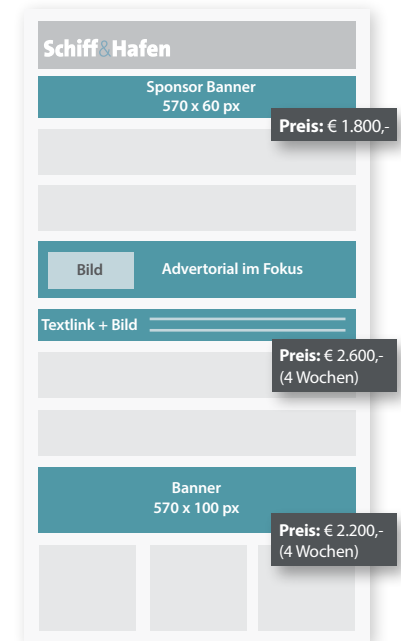 Schiff&Hafen
Sponsor Banner
570 x 60 px
Preis: € 1.800,-
Bild
Advertorial im Fokus
Textlink + Bild
Preis: € 2.600,-
(4 Wochen)
Banner
570 x 100 px
Preis: € 2.200,-
(4 Wochen)